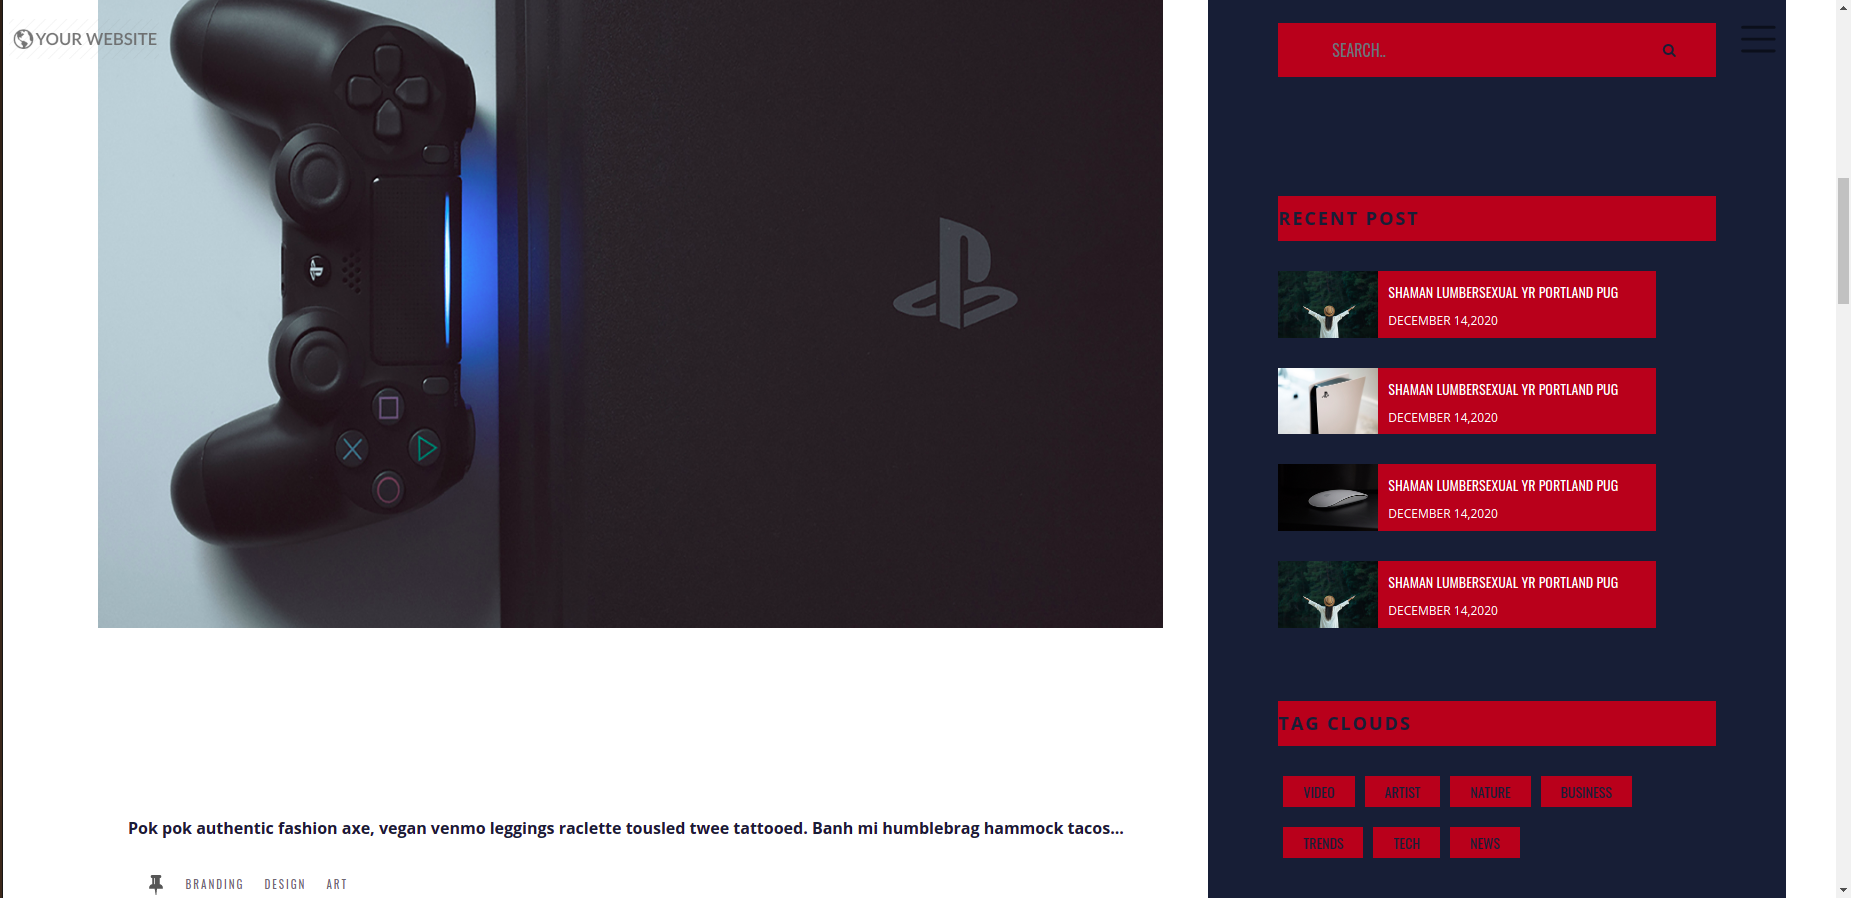 YOUR WEBSITE
SEARCH..
RECENT POST
SHAMAN LUMBERSEXUAL YR PORTLAND PUG
DECEMBER 14,2020
SHAMAN LUMBERSEXUAL YR PORTLAND PUG
DECEMBER 14,2020
SHAMAN LUMBERSEXUAL YR PORTLAND PUG
DECEMBER 14,2020
SHAMAN LUMBERSEXUAL YR PORTLAND PUG
DECEMBER 14,2020
TAG CLOUDS
VIDEO ARTIST NATURE BUSINESS
TRENDS TECH NEWS
Pok pok authentic fashion axe, vegan venmo leggings raclette tousled twee tattooed. Banh mi humblebrag hammock tacos...
BRANDING DESIGN ART